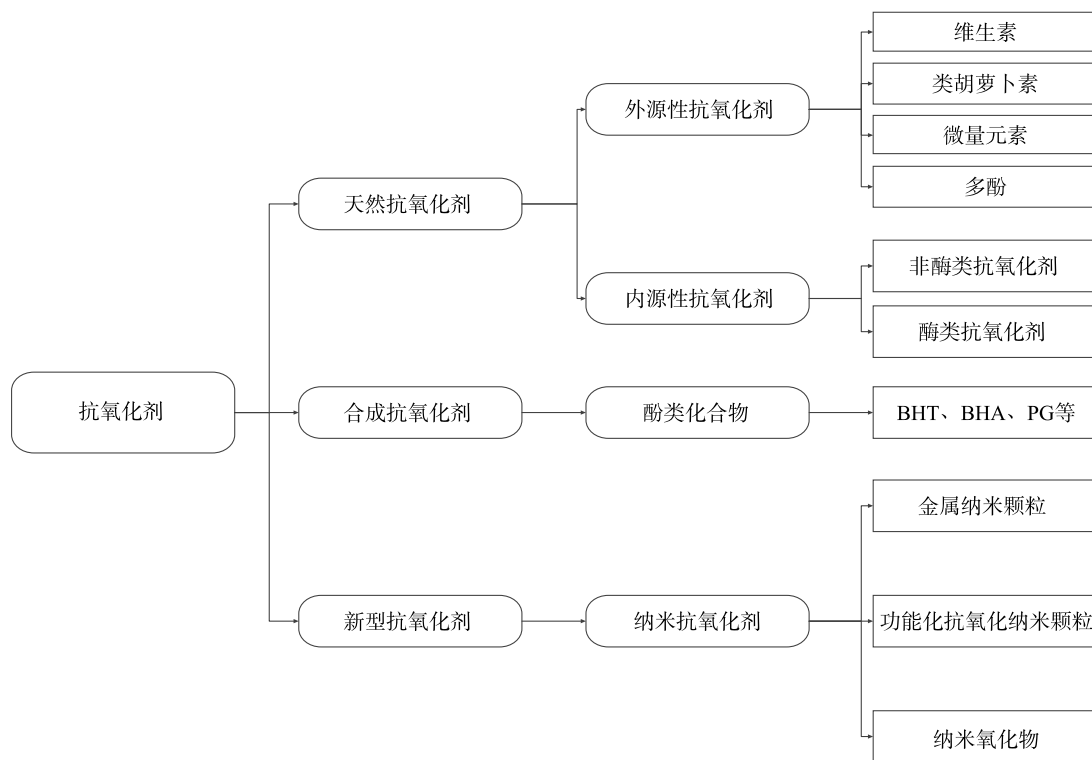 维生素
类胡萝卜素
外源性抗氧化剂
微量元素
多酚
天然抗氧化剂
非酶类抗氧化剂
内源性抗氧化剂
酶类抗氧化剂
抗氧化剂
合成抗氧化剂
酚类化合物
BHT、BHA、PG等
金属纳米颗粒
新型抗氧化剂
纳米抗氧化剂
功能化抗氧化纳米颗粒
纳米氧化物